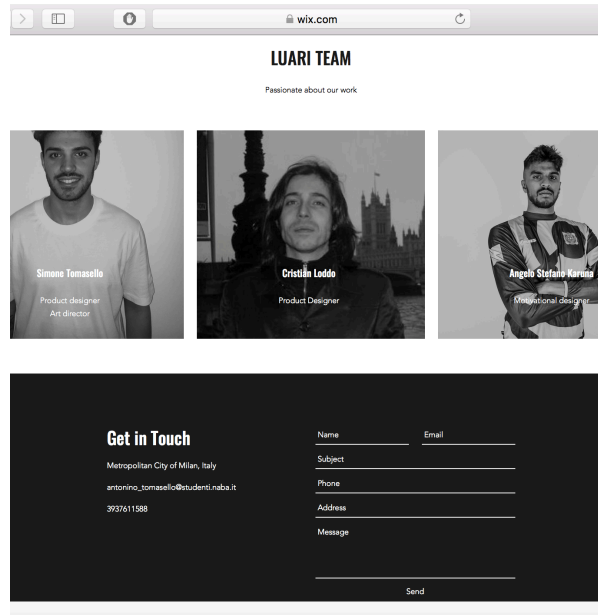 wix.com
LUARI TEAM
Passionate about our work
Simone Tomasello
Product designer
Art director
Cristian Loddo
Product Designer
Angelo Stefano Karuna
Motivational designer
Get in Touch
Metropolitan City of Milan, Italy
antonino_tomasello@studenti.naba.it
3937611588
Name
Email
Subject
Phone
Address
Message
Send